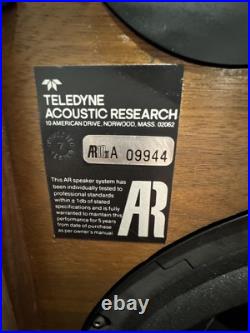 TELEDYNE
ACOUSTIC RESEARCH
10 AMERICAN DRIVE, NORWOOD, MASS. 02062
7
A 09944
This AR speaker system has
been individually tested to
professional standards
within ± 1db of stated
specifications and is fully
warranted to maintain this
performance for 5 years
from date of purchase
as per owner's manual
AR